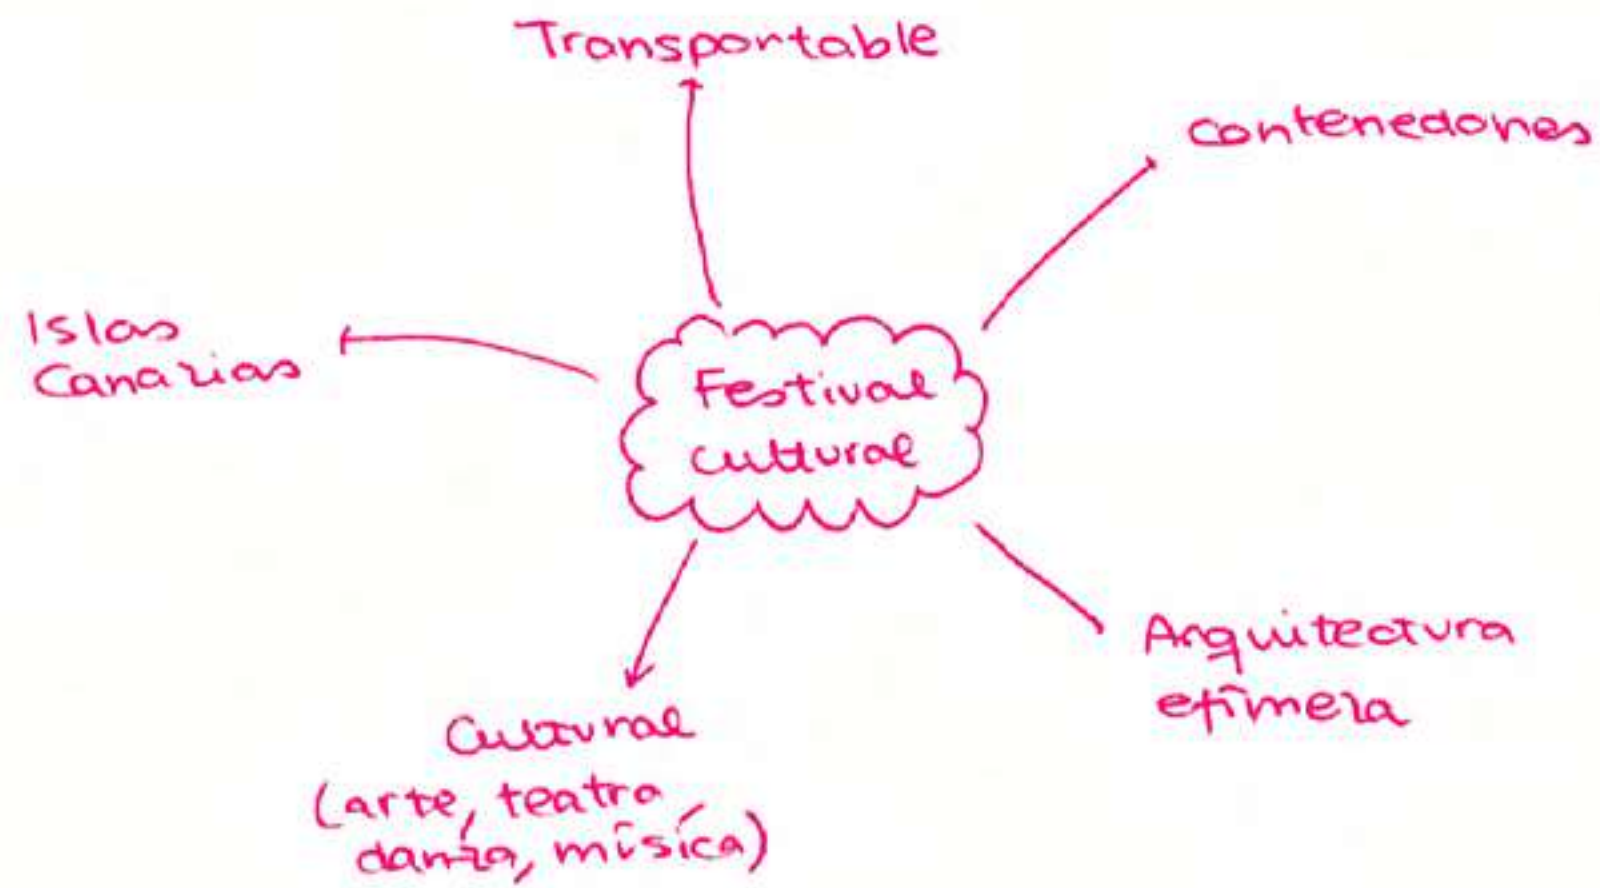 Transportable
contenedores
Islas
Canarias
Festival
cultural
Arquitectura
efímera
Cultural
(arte, teatro,
danza, música)